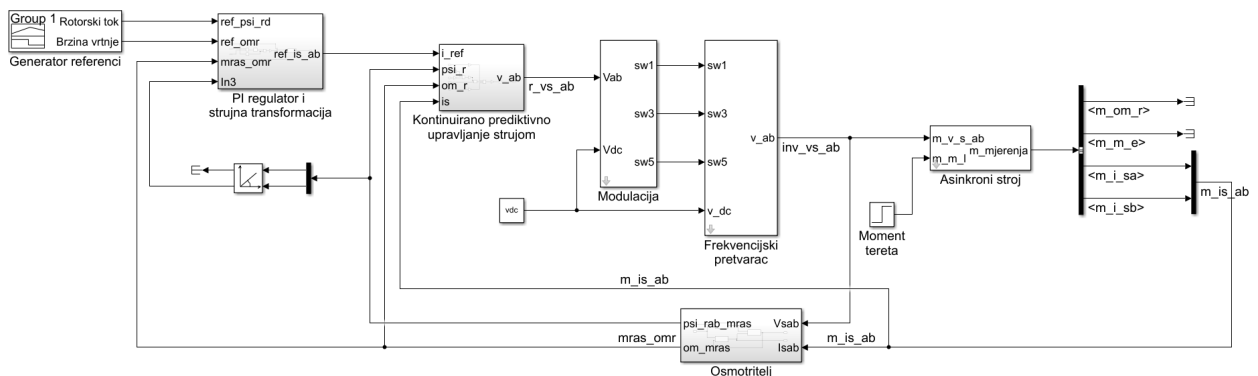 Group 1
Rotorski tok
Brzina vrtnje
Generator referenci
ref_psi_rd
ref_omr
mras_omr
In3
ref_is_ab
PI regulator i
strujna transformacija
i_ref
psi_r
om_r
is
v_ab
Kontinuirano prediktivno
upravljanje strujom
r_vs_ab
Vab
Vdc
sw1
sw3
sw5
Modulacija
vdc
sw1
sw3
sw5
v_dc
v_ab
Frekvencijski
pretvarac
inv_vs_ab
m_v_s_ab
m_m_l
m_mjerenja
Asinkroni stroj
Moment
tereta
<m_om_r>
<m_m_e>
<m_i_sa>
<m_i_sb>
m_is_ab
m_is_ab
mras_omr
psi_rab_mras
om_mras
Vsab
Isab
m_is_ab
Osmotriteli